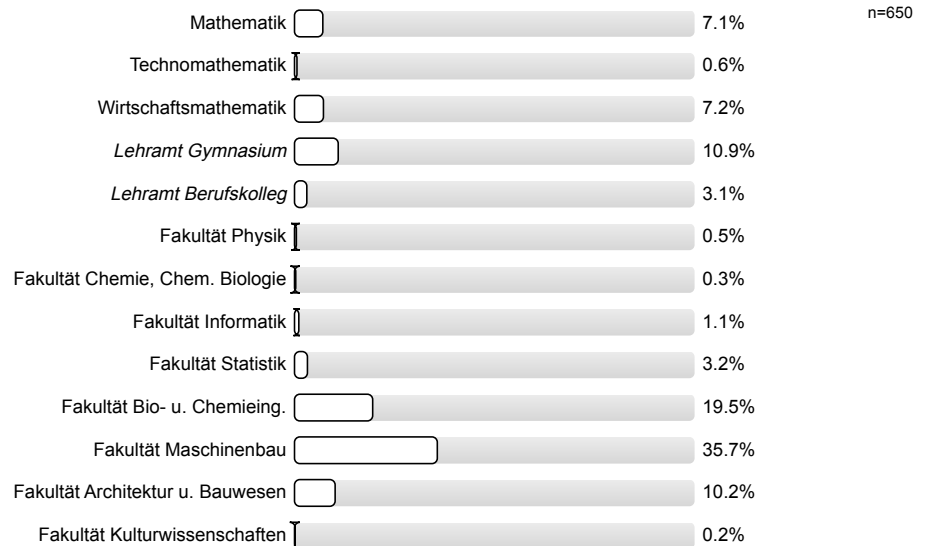 n=650
Mathematik 7.1%
Technomathematik 0.6%
Wirtschaftsmathematik 7.2%
Lehramt Gymnasium 10.9%
Lehramt Berufskolleg 3.1%
Fakultät Physik 0.5%
Fakultät Chemie, Chem. Biologie 0.3%
Fakultät Informatik 1.1%
Fakultät Statistik 3.2%
Fakultät Bio- u. Chemieing. 19.5%
Fakultät Maschinenbau 35.7%
Fakultät Architektur u. Bauwesen 10.2%
Fakultät Kulturwissenschaften 0.2%